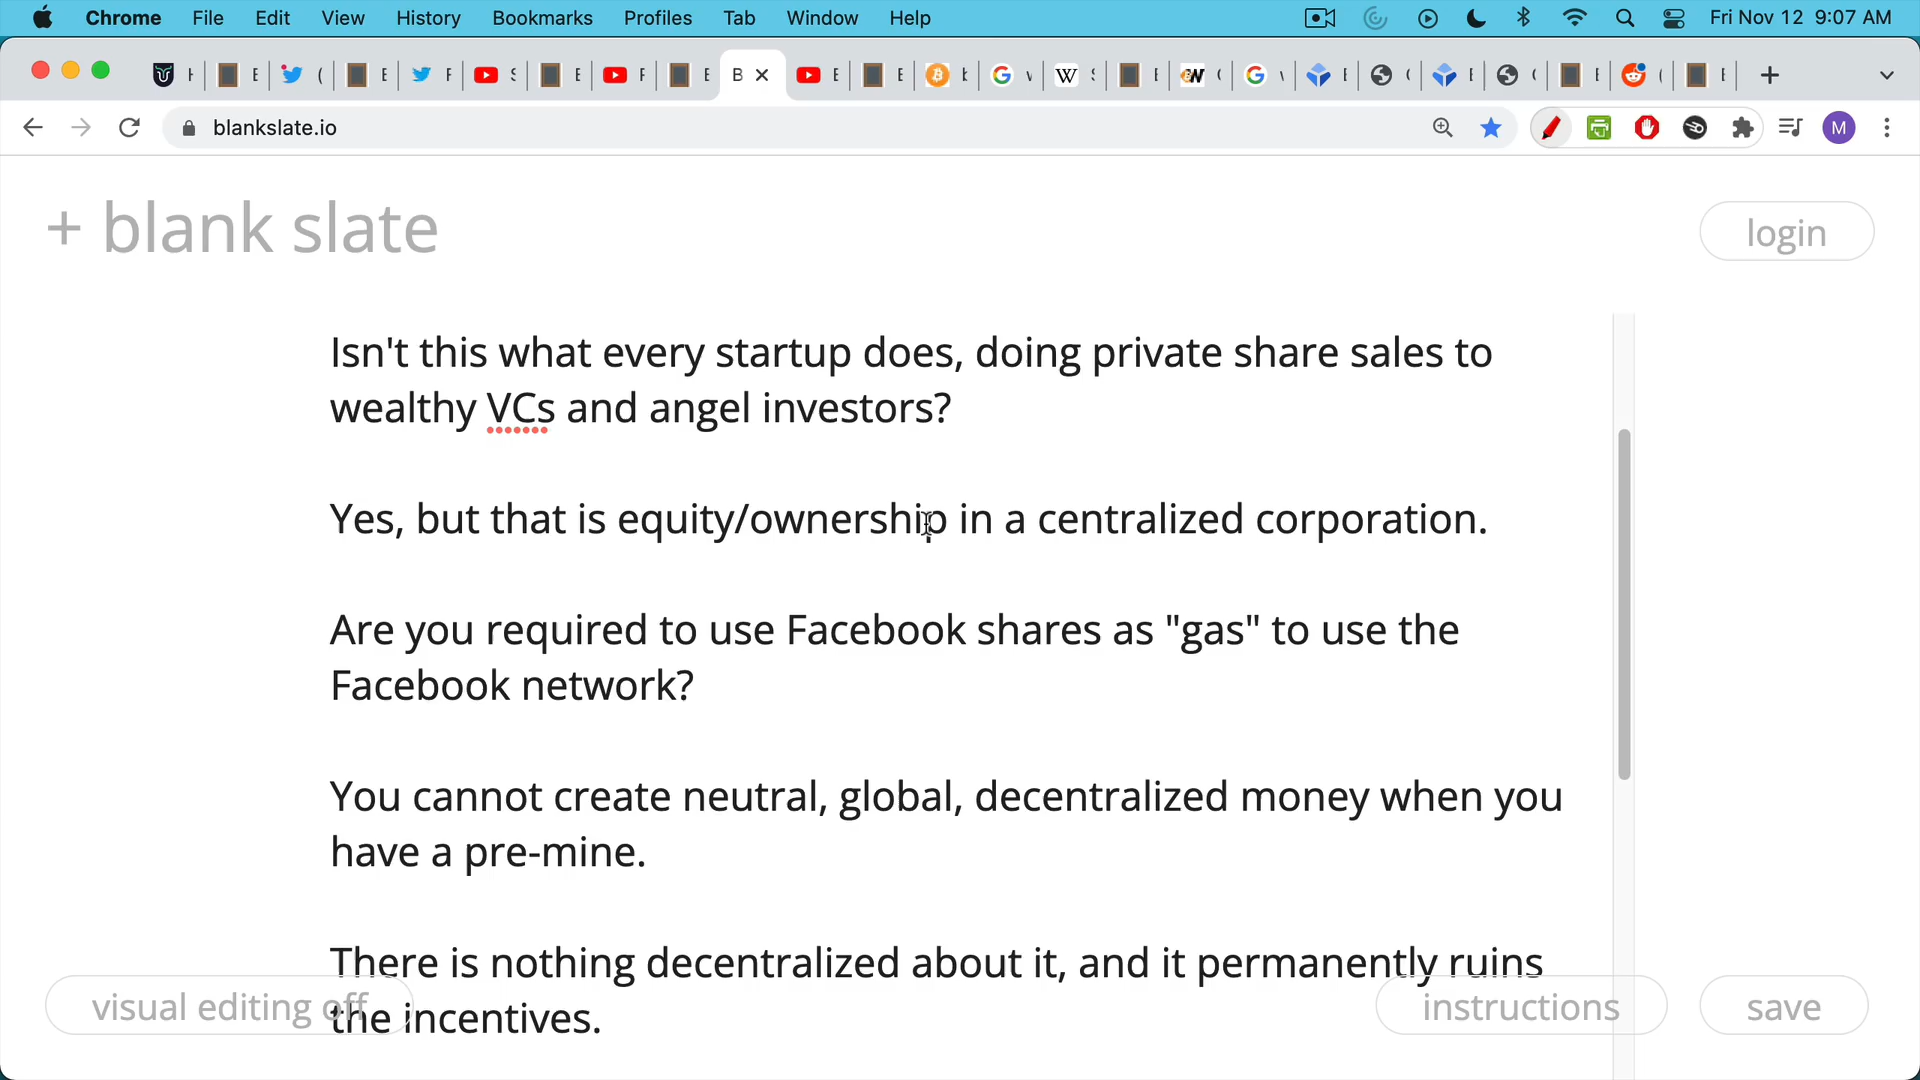 Chrome File Edit View History Bookmarks Profiles Tab Window Help Fri Nov 12 9:07 AM
B
blankslate.io M
+ blank slate login
Isn't this what every startup does, doing private share sales to
wealthy VCs and angel investors?
Yes, but that is equity/ownership in a centralized corporation.
Are you required to use Facebook shares as "gas" to use the
Facebook network?
You cannot create neutral, global, decentralized money when you
have a pre-mine.
There is nothing decentralized about it, and it permanently ruins
the incentives.
visual editing off instructions save